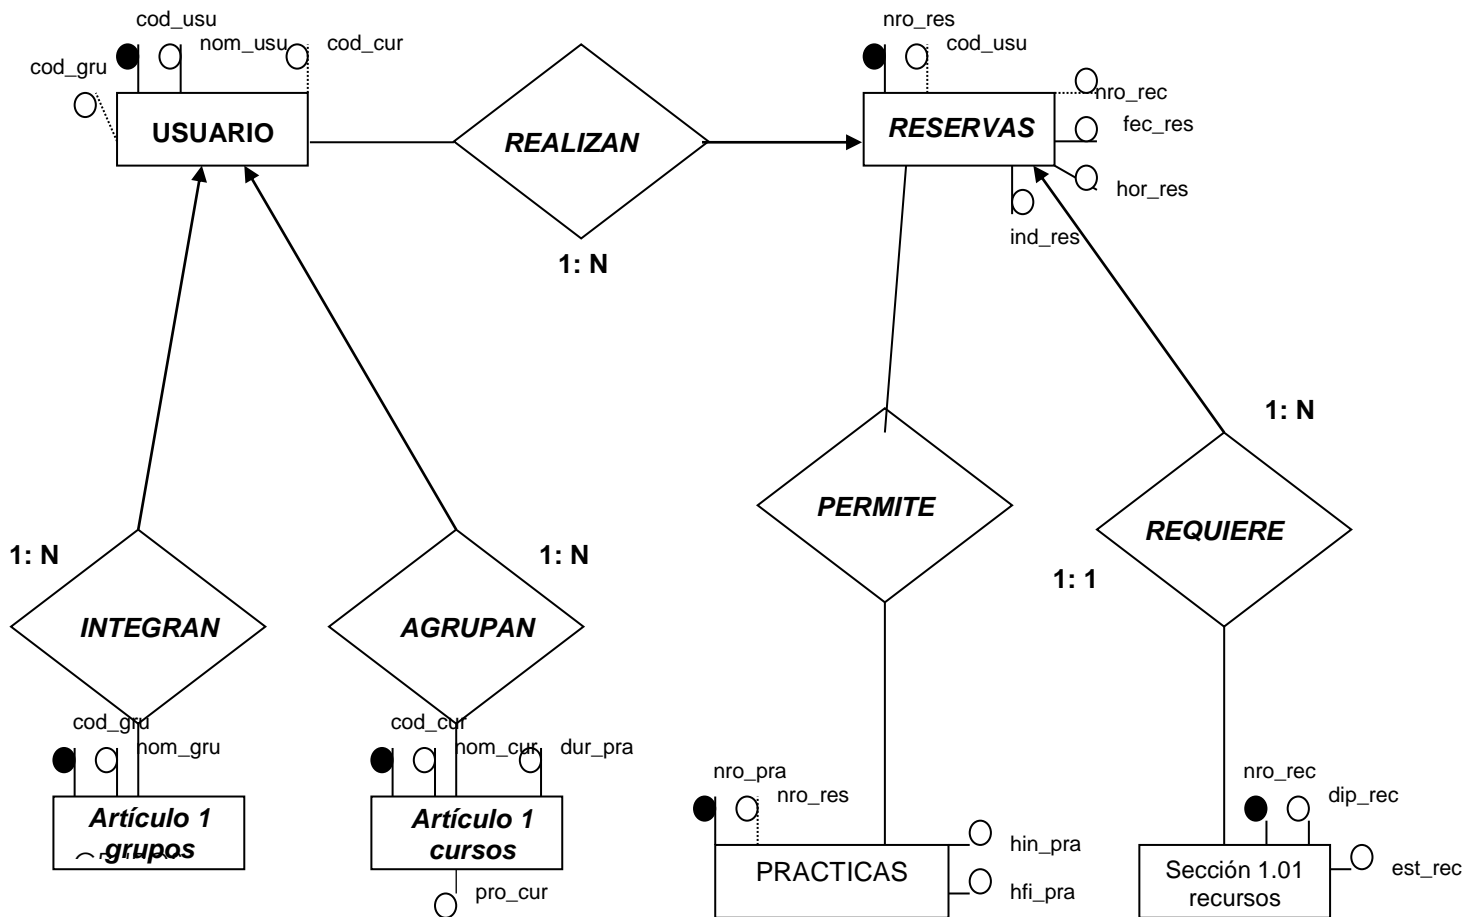 cod_usu
nro_res
nom_usu
cod_cur
cod_usu
cod_gru
nro_rec
USUARIO
REALIZAN
RESERVAS
fec_res
hor_res
ind_res
1: N
1: N
PERMITE
REQUIERE
1: N
1: N
1: 1
INTEGRAN
AGRUPAN
cod_gru
nom_gru
cod_cur
nom_cur
dur_pra
nro_pra
nro_res
nro_rec
dip_rec
Artículo 1
grupos
Artículo 1
cursos
hin_pra
PRACTICAS
hfi_pra
Sección 1.01
recursos
est_rec
pro_cur